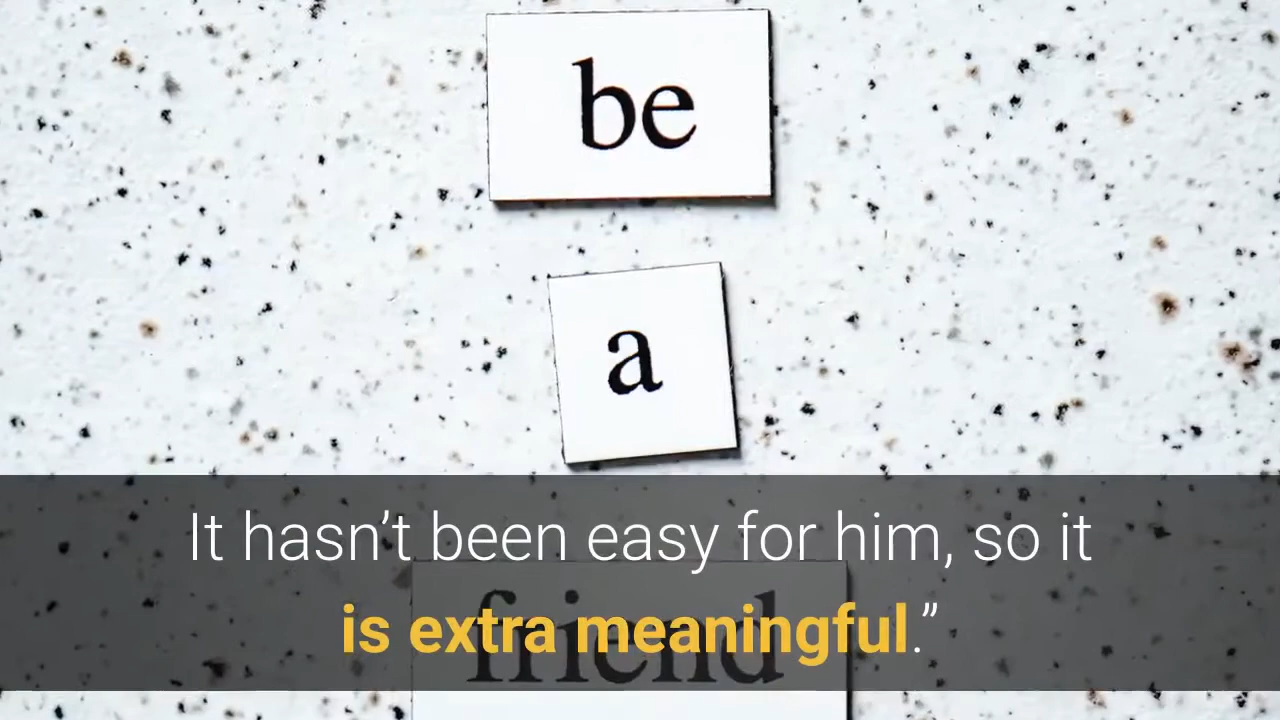 be
a
friend
It hasn’t been easy for him, so it
is extra meaningful.”